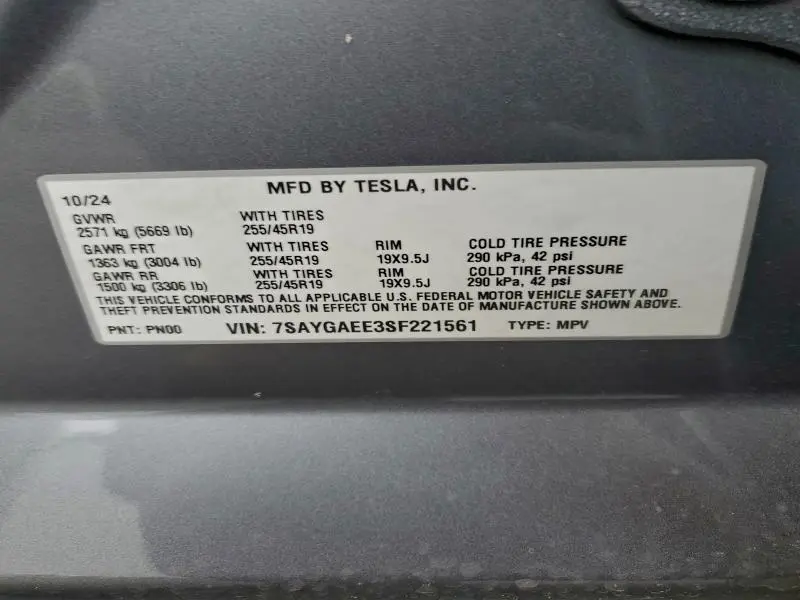 MFD BY TESLA, INC.
10/24
GVWR WITH TIRES
2571 kg (5669 lb) 255/45R19
GAWR FRT WITH TIRES RIM COLD TIRE PRESSURE
1363 kg (3004 lb) 255/45R19 19X9.5J 290 kPa, 42 psi
GAWR RR WITH TIRES RIM COLD TIRE PRESSURE
1500 kg (3306 lb) 255/45R19 19X9.5J 290 kPa, 42 psi
THIS VEHICLE CONFORMS TO ALL APPLICABLE U.S. FEDERAL MOTOR VEHICLE SAFETY AND
THEFT PREVENTION STANDARDS IN EFFECT ON THE DATE OF MANUFACTURE SHOWN ABOVE.
PNT: PN00 VIN: 7SAYGAEE3SF221561 TYPE: MPV